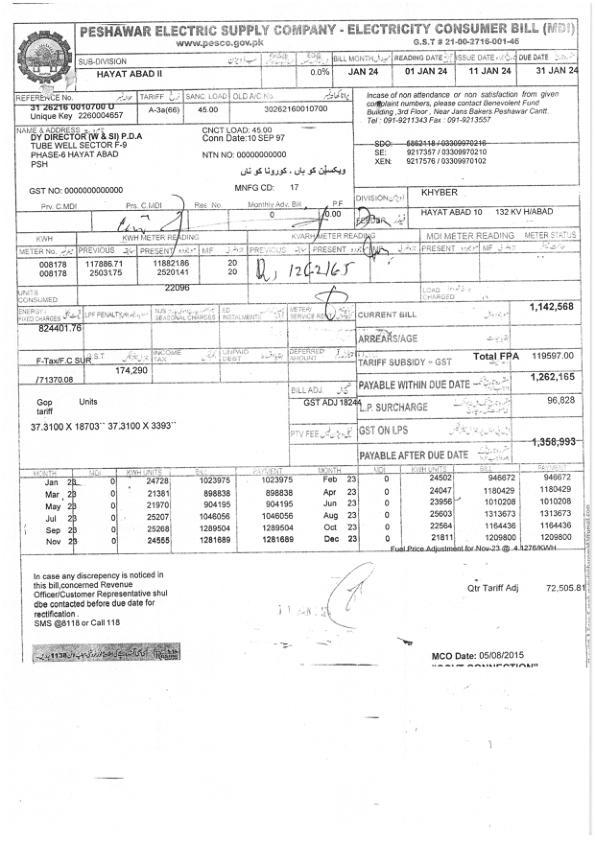 PESHAWAR ELECTRIC SUPPLY COMPANY - ELECTRICITY CONSUMER BILL (MDI)
www.pesco.gov.pk G.S.T # 21-00-2716-001-46
SUB-DIVISION BILL MONTH READING DATE ISSUE DATE DUE DATE
HAYAT ABAD II 0.0% JAN 24 01 JAN 24 11 JAN 24 31 JAN 24
REFERENCE No. TARIFF SANC. LOAD OLD A/C No.
31 26216 0010700 U A-3a(66) 45.00 30262160010700
Unique Key 2260004657
Incase of non attendance or non satisfaction from given
complaint numbers, please contact Benevolent Fund
Building ,3rd Floor , Near Jans Bakers Peshawar Cantt.
Tel : 091-9211343 Fax : 091-9213557
NAME & ADDRESS
DY DIRECTOR (W & SI) P.D.A
TUBE WELL SECTOR F-9
PHASE-6 HAYAT ABAD
PSH
CNCT LOAD: 45.00
Conn Date:10 SEP 97
NTN NO: 00000000000
ویکسین کو ہاں، کورونا کو ناں
SDO: 5863118 / 03309970216
SE: 9217357 / 03309970210
XEN: 9217576 / 03309970102
GST NO: 0000000000000 MNFG CD: 17
DIVISION KHYBER
Prv. C.MDI Prs. C.MDI Res. No Monthly Adv. Bill P.F
0 0.00
FEEDER HAYAT ABAD 10 132 KV H/ABAD
KWH KWH METER READING KVARH METER READING MDI METER READING METER STATUS
METER No. PREVIOUS PRESENT MF PREVIOUS PRESENT MF PREVIOUS PRESENT MF
008178 117886.71 11882186 20
008178 2503175 2520141 20
UNITS CONSUMED 22096
LOAD CHARGED
824401.76
CURRENT BILL 1,142,568
ARREARS/AGE
F-Tax/F.C SUR G.S.T INCOME TAX UNPAID DEBT DEFERRED AMOUNT
/71370.08 174,290
Total FPA 119597.00
TARIFF SUBSIDY + GST
PAYABLE WITHIN DUE DATE 1,262,165
BILL ADJ
GST ADJ 18244
L.P. SURCHARGE 96,828
Gop tariff Units
37.3100 X 18703`` 37.3100 X 3393``
PTV FEE
GST ON LPS
PAYABLE AFTER DUE DATE 1,358,993
MONTH MDI KWH UNITS BILL PAYMENT MONTH MDI KWH UNITS BILL PAYMENT
Jan 23 0 24728 1023975 1023975 Feb 23 0 24502 946672 946672
Mar 23 0 21381 898838 898838 Apr 23 0 24047 1180429 1180429
May 23 0 21970 904195 904195 Jun 23 0 23956 1010208 1010208
Jul 23 0 25207 1046056 1046056 Aug 23 0 25603 1313673 1313673
Sep 23 0 25268 1289504 1289504 Oct 23 0 22564 1164436 1164436
Nov 23 0 24565 1281689 1281689 Dec 23 0 21811 1209800 1209800
Fuel Price Adjustment for Nov-23 @ .4.1276/KWH
In case any discrepency is noticed in
this bill,concerned Revenue
Officer/Customer Representative shul
dbe contacted before due date for
rectification .
SMS @8118 or Call 118
Qtr Tariff Adj 72,505.81
MCO Date: 05/08/2015
"GOVT CONNECTION"